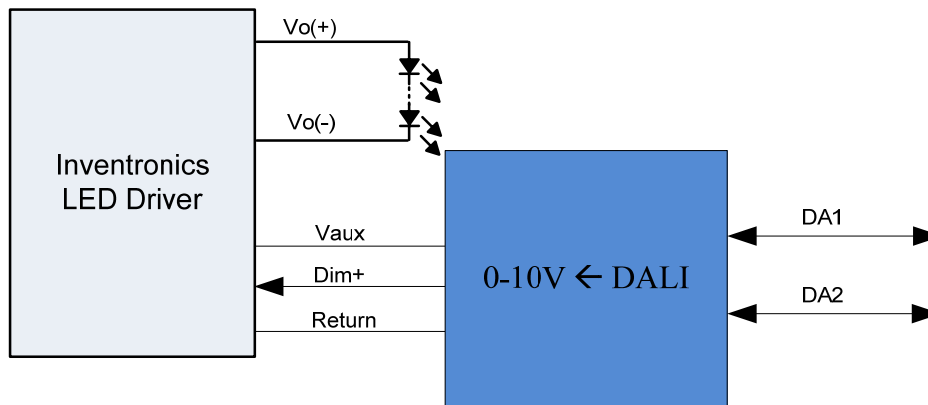 Vo(+)
Vo(-)
Inventronics
LED Driver
Vaux
Dim+
Return
0-10V ← DALI
DA1
DA2